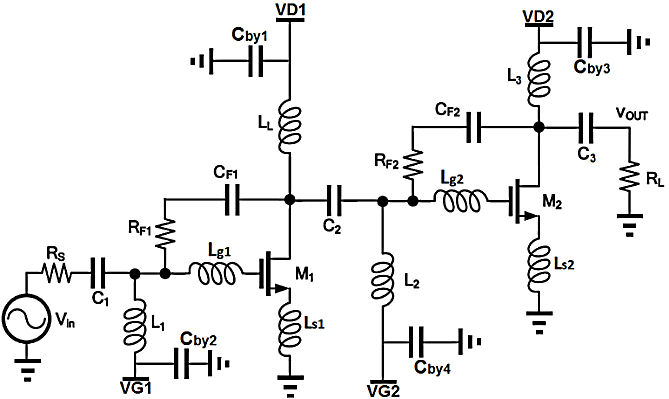 VD1
VD2
Cby1
Cby3
L3
LL
CF2
vOUT
CF1
RF2
Lg2
C3
RL
RF1
C2
M2
Lg1
RS
M1
C1
L2
Ls2
Vin
L1
Ls1
Cby2
Cby4
VG1
VG2